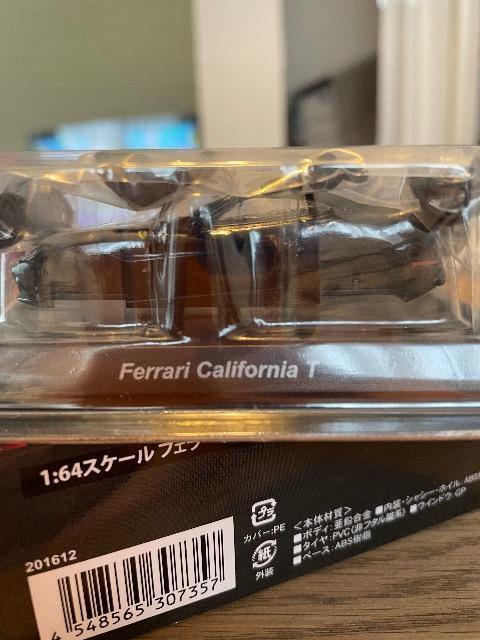 Ferrari California T
1:64スケール フェラ
201612
4 548565 307357
カバー:PE
紙
外装
＜本体材質＞
■ボディ:亜鉛合金 ■内装・シャシー・ホイル:ABS
■タイヤ:PVC(非フタル酸系) ■ウインドウ:GP
■ベース:ABS樹脂